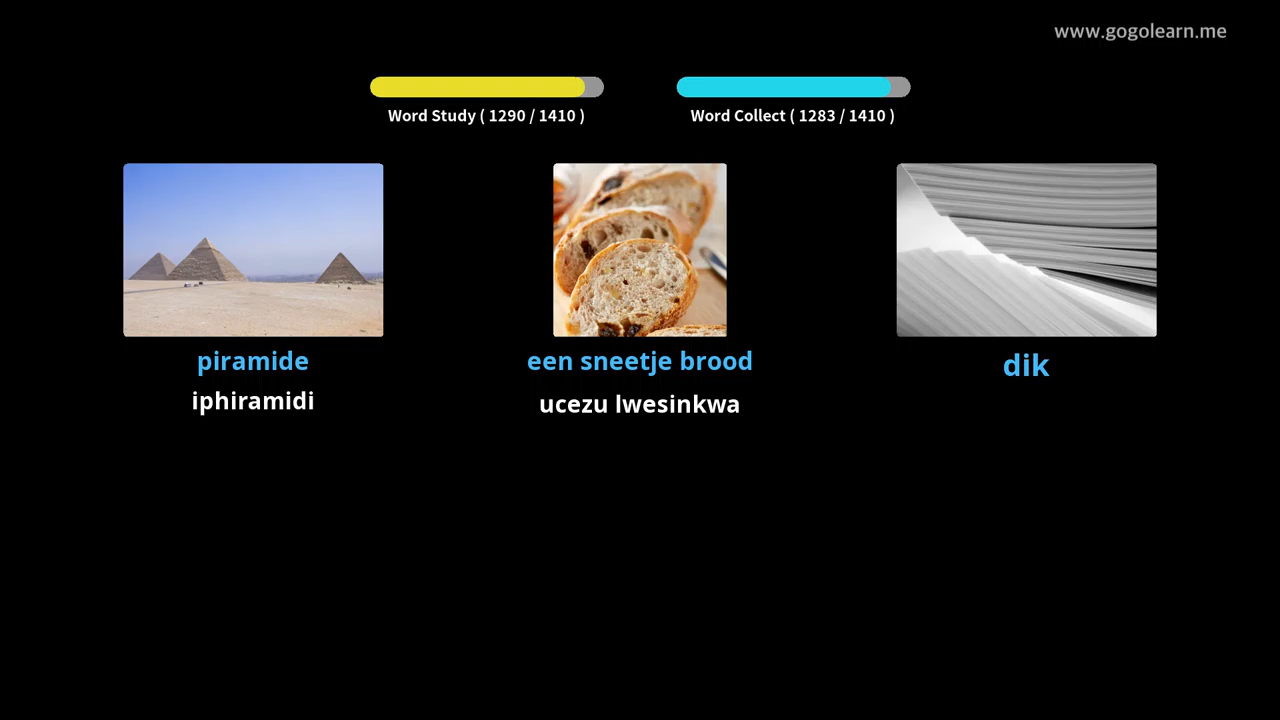 www.gogolearn.me
Word Study ( 1290 / 1410 )
Word Collect ( 1283 / 1410 )
piramide
iphiramidi
een sneetje brood
ucezu lwesinkwa
dik